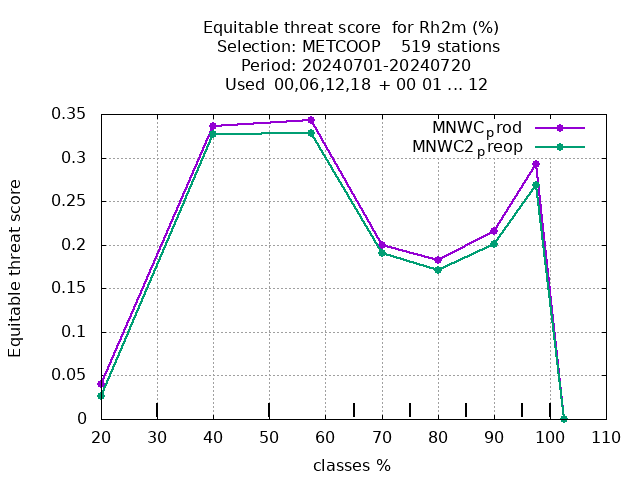 Equitable threat score  for Rh2m (%)
Selection: METCOOP    519 stations
Period: 20240701-20240720
Used  00,06,12,18  + 00 01 ... 12
MNWCprod
MNWC2preop
0.35
0.3
0.25
0.2
0.15
0.1
0.05
0
Equitable threat score
20 30 40 50 60 70 80 90 100 110
classes %